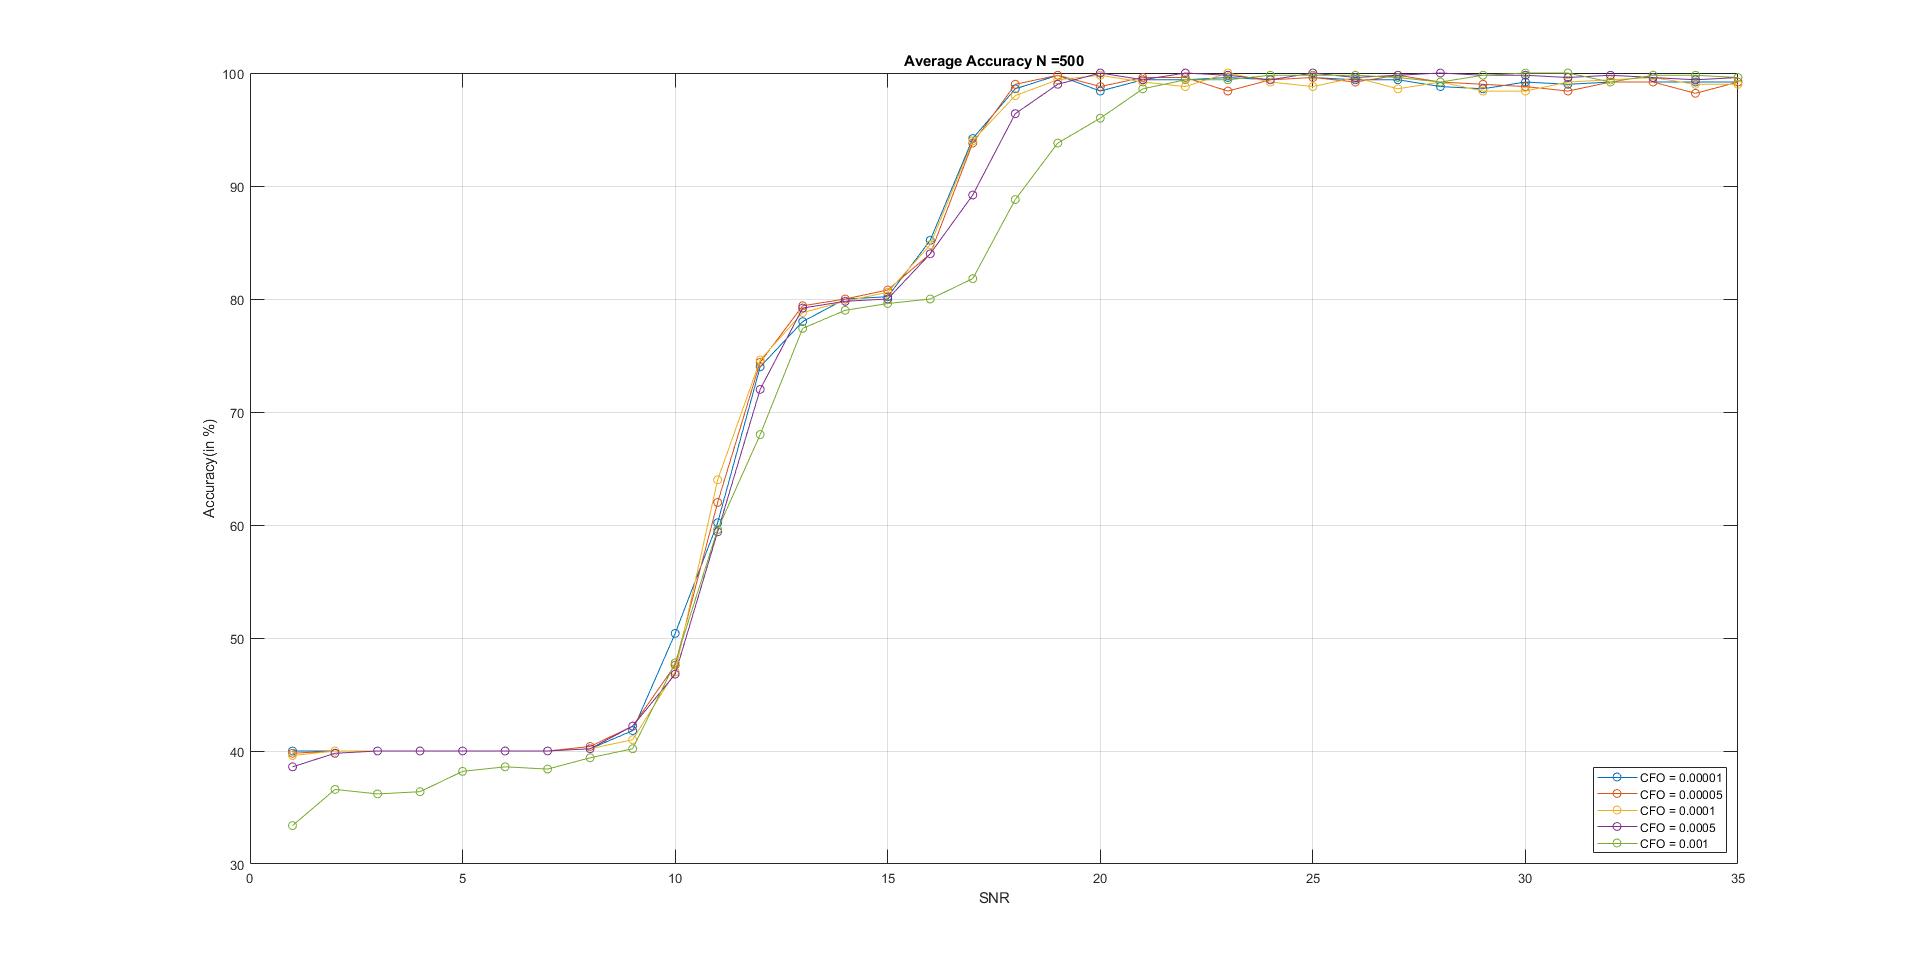 Average Accuracy N =500
100
90
80
70
60
50
40
30
Accuracy(in %)
0 5 10 15 20 25 30 35
SNR
CFO = 0.00001
CFO = 0.00005
CFO = 0.0001
CFO = 0.0005
CFO = 0.001